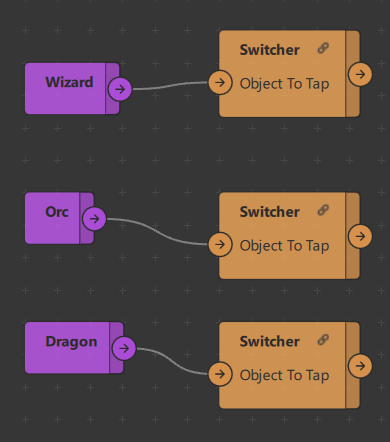 Wizard
Switcher
Object To Tap
Orc
Switcher
Object To Tap
Dragon
Switcher
Object To Tap